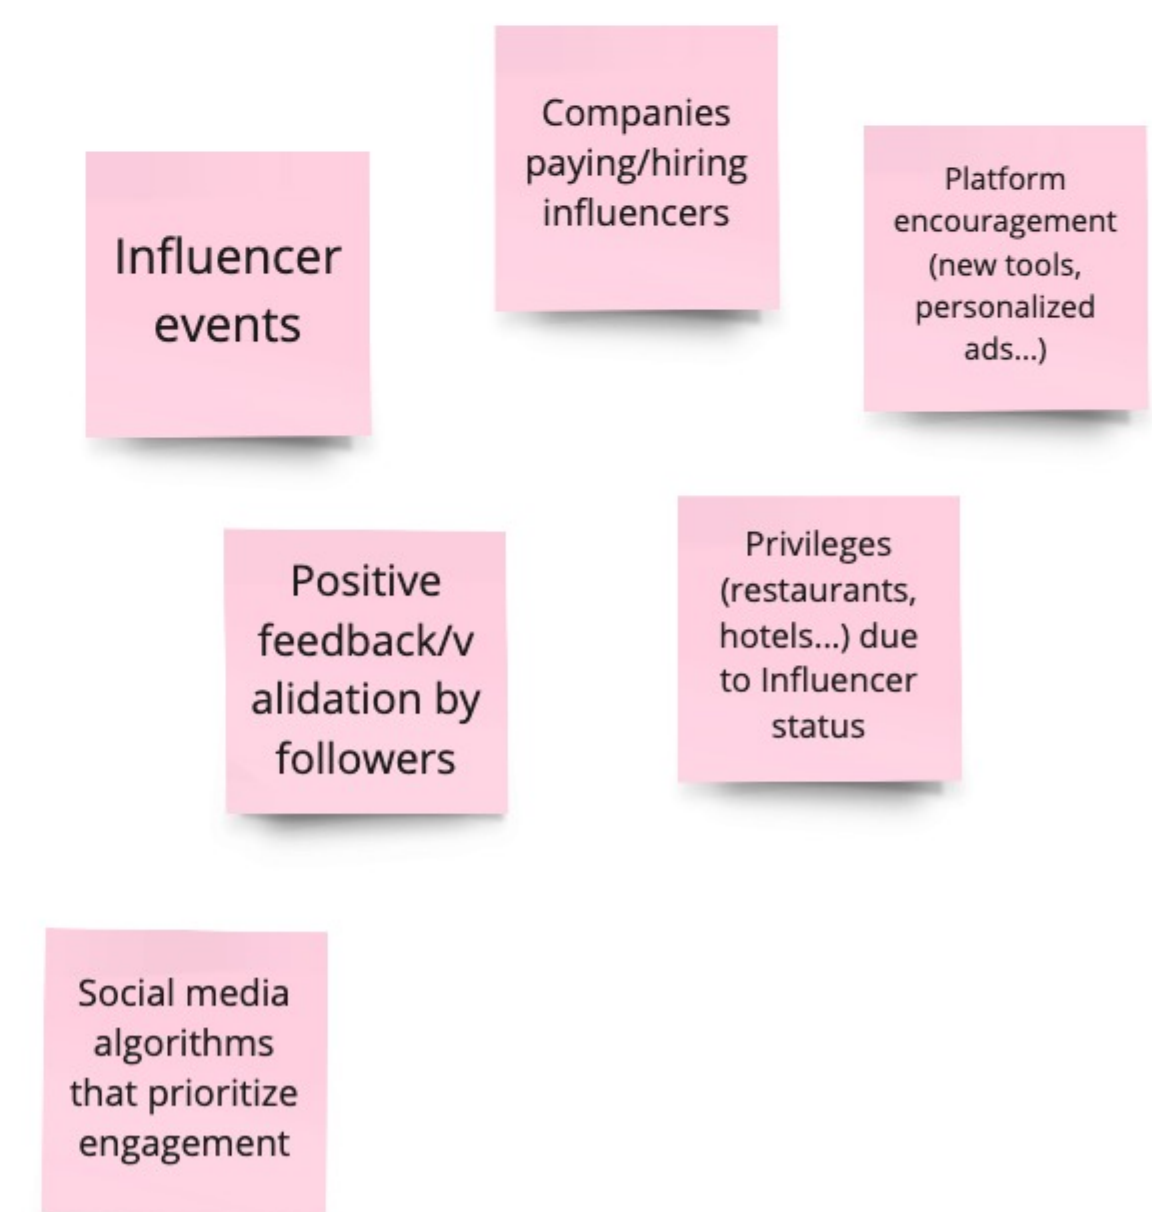 Influencer
events
Companies
paying/hiring
influencers
Platform
encouragement
(new tools,
personalized
ads...)
Positive
feedback/v
alidation by
followers
Privileges
(restaurants,
hotels...) due
to Influencer
status
Social media
algorithms
that prioritize
engagement